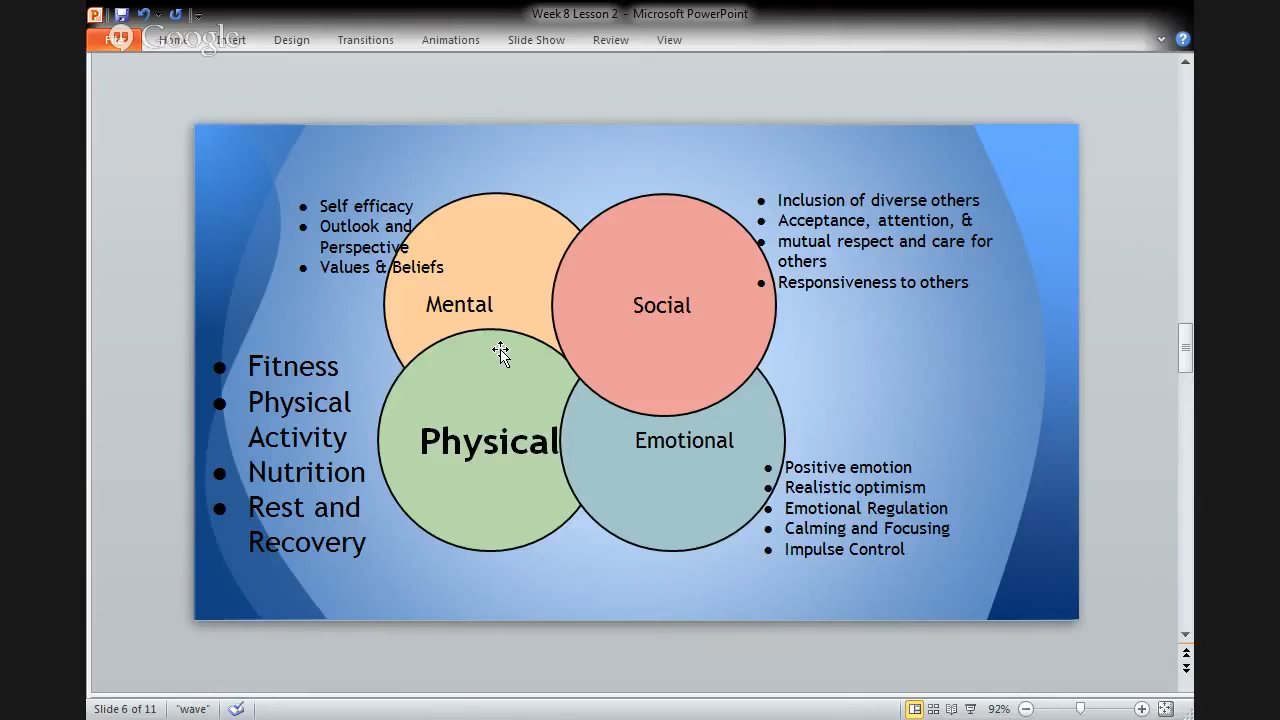 Week 8 Lesson 2 - Microsoft PowerPoint
Google
File Home Insert Design Transitions Animations Slide Show Review View
● Self efficacy
● Outlook and
Perspective
● Values & Beliefs
Mental
Social
● Inclusion of diverse others
● Acceptance, attention, &
● mutual respect and care for
others
● Responsiveness to others
● Fitness
● Physical
Activity
● Nutrition
● Rest and
Recovery
Physical
Emotional
● Positive emotion
● Realistic optimism
● Emotional Regulation
● Calming and Focusing
● Impulse Control
Slide 6 of 11 "wave" 92%